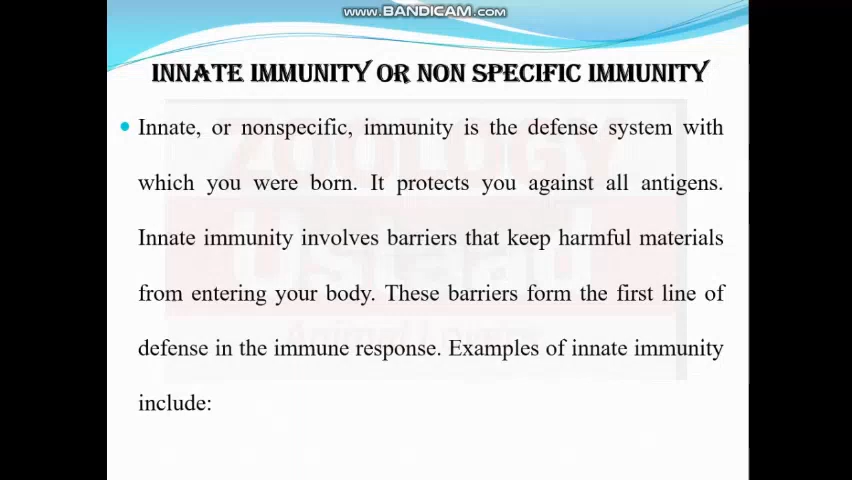 www.BANDICAM.com
INNATE IMMUNITY OR NON SPECIFIC IMMUNITY
• Innate, or nonspecific, immunity is the defense system with
which you were born. It protects you against all antigens.
Innate immunity involves barriers that keep harmful materials
from entering your body. These barriers form the first line of
defense in the immune response. Examples of innate immunity
include:
ZOOLOGY
Ustaad